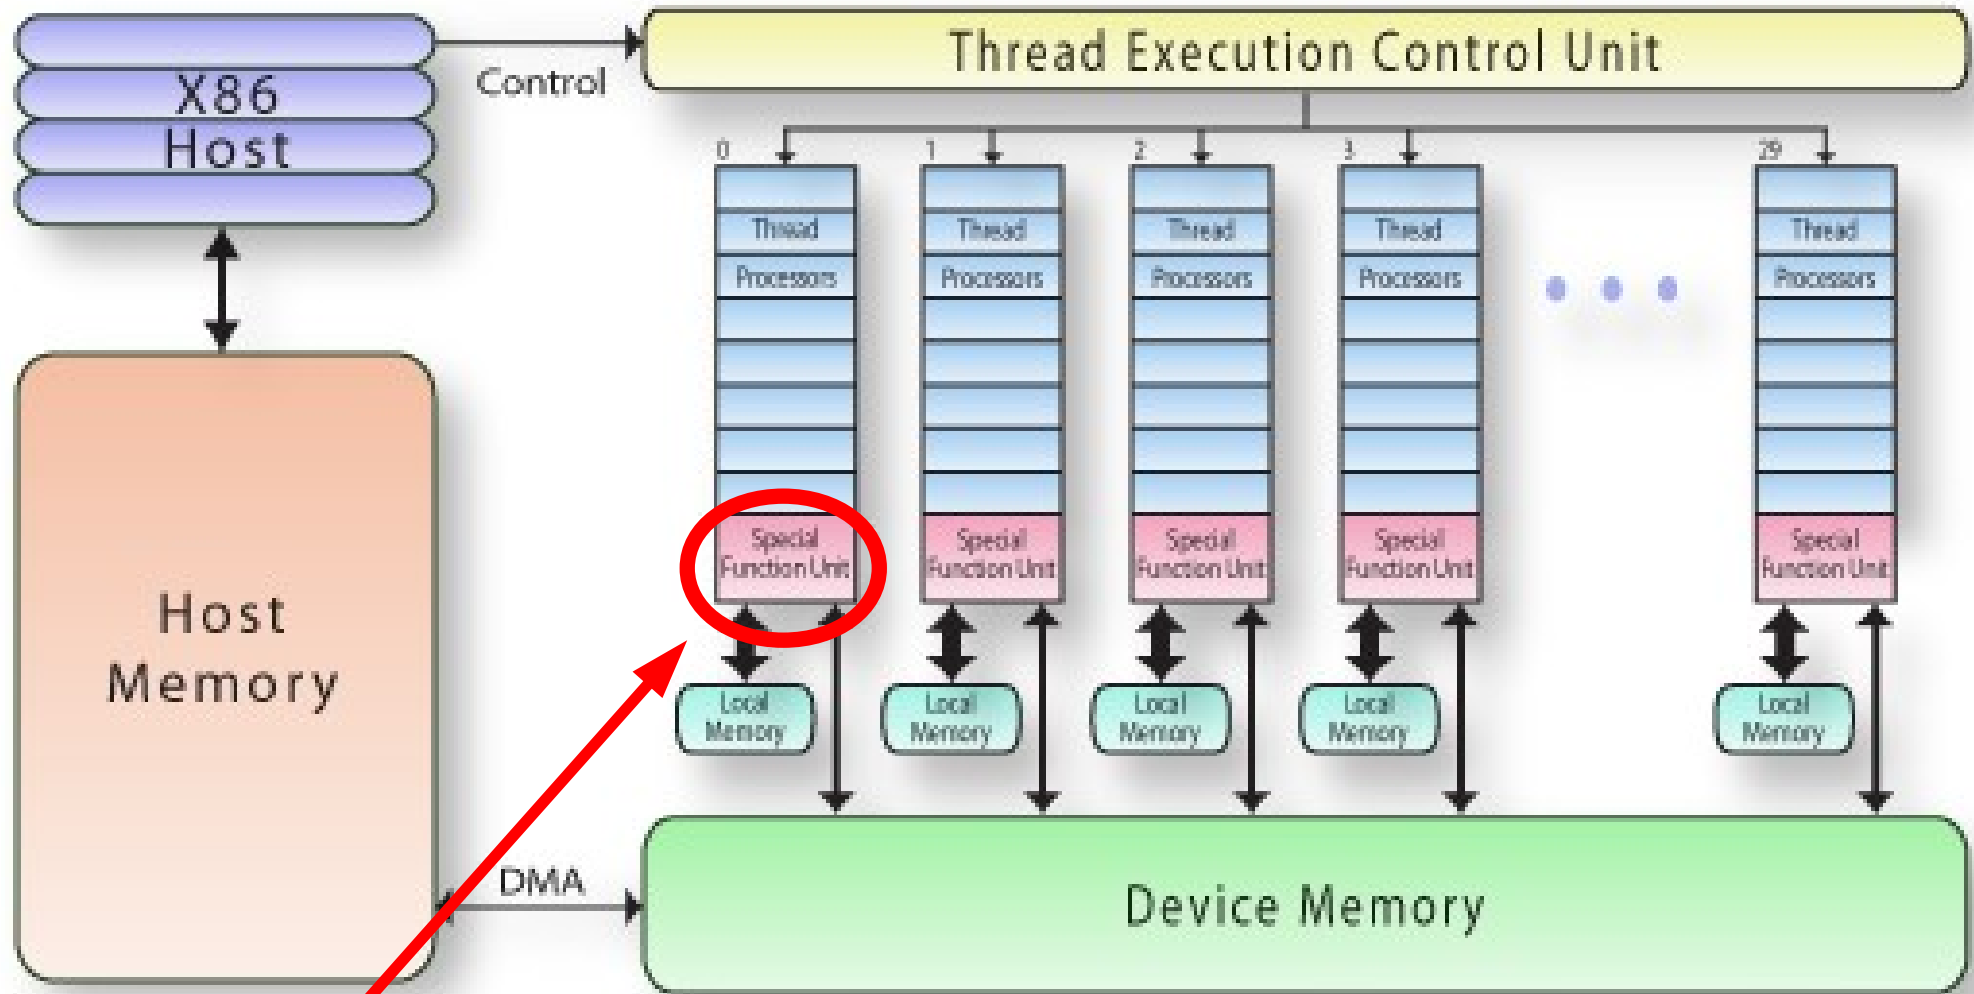 X86
Host
Control
Thread Execution Control Unit
0
1
2
3
29
Thread
Processors
Thread
Processors
Thread
Processors
Thread
Processors
Thread
Processors
Special
Function Unit
Special
Function Unit
Special
Function Unit
Special
Function Unit
Special
Function Unit
Host
Memory
Local
Memory
Local
Memory
Local
Memory
Local
Memory
Local
Memory
DMA
Device Memory